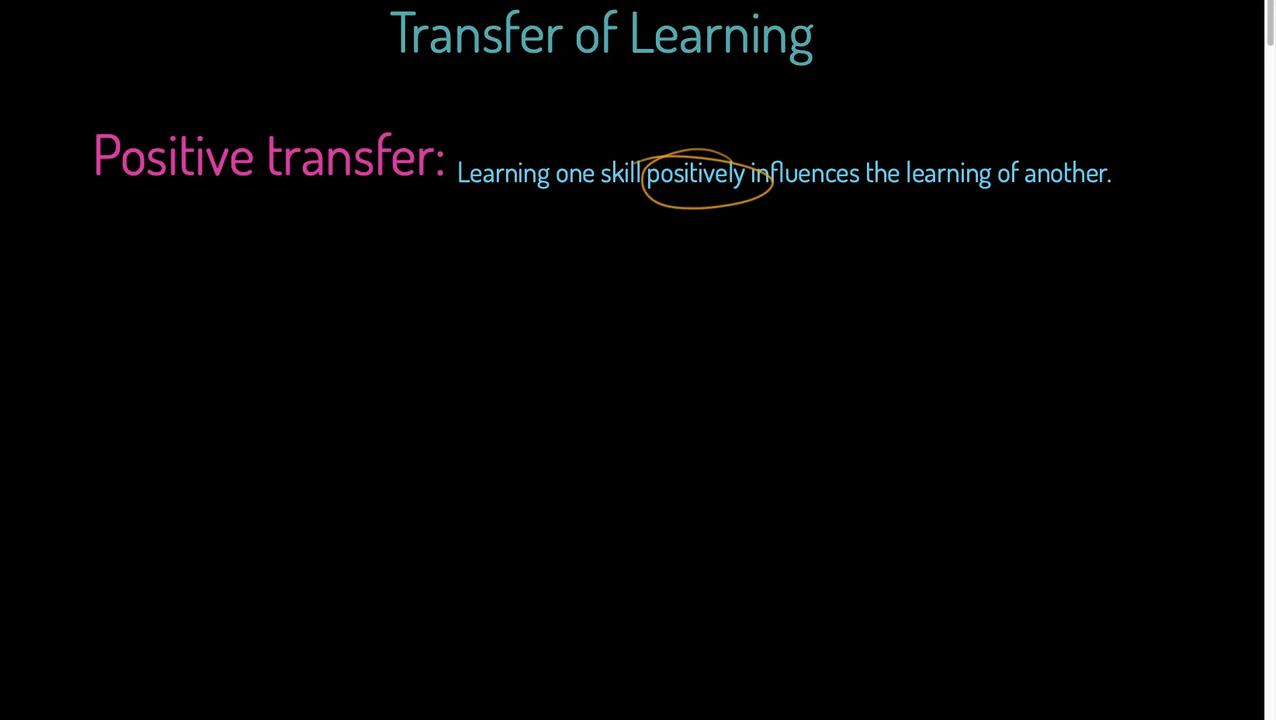 Transfer of Learning
Positive transfer: Learning one skill positively influences the learning of another.